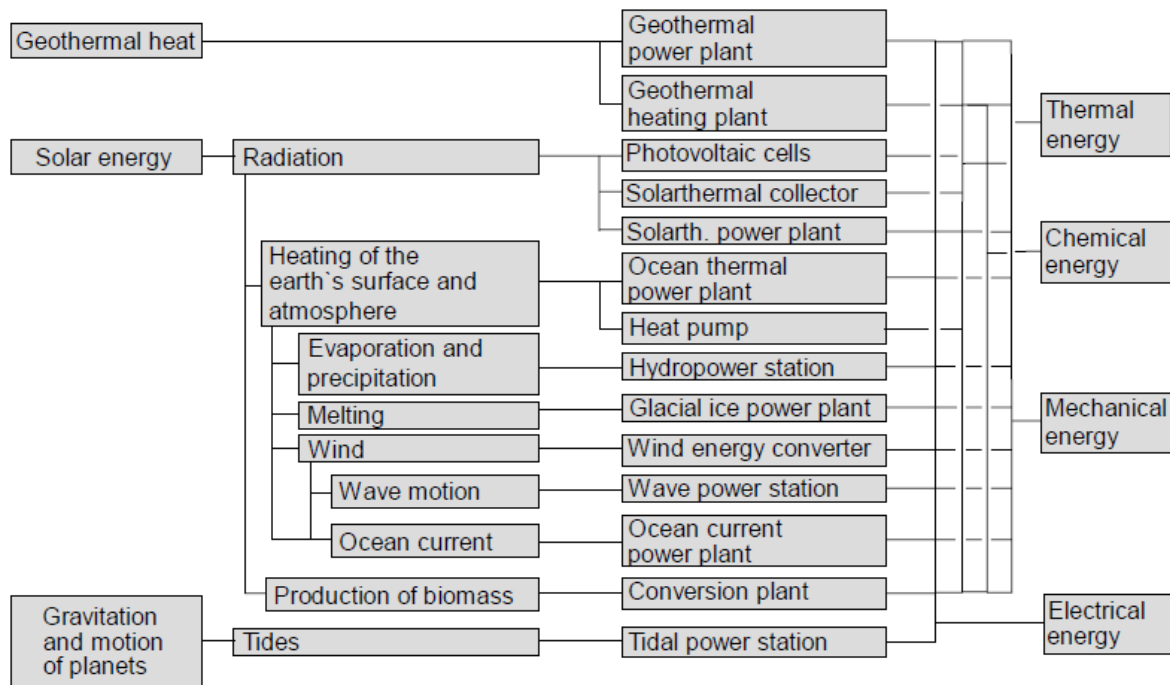 Geothermal heat
Geothermal
power plant
Geothermal
heating plant
Thermal
energy
Solar energy
Radiation
Photovoltaic cells
Solarthermal collector
Solarth. power plant
Chemical
energy
Heating of the
earth`s surface and
atmosphere
Ocean thermal
power plant
Heat pump
Evaporation and
precipitation
Hydropower station
Melting
Glacial ice power plant
Mechanical
energy
Wind
Wind energy converter
Wave motion
Wave power station
Ocean current
Ocean current
power plant
Production of biomass
Conversion plant
Gravitation
and motion
of planets
Tides
Tidal power station
Electrical
energy